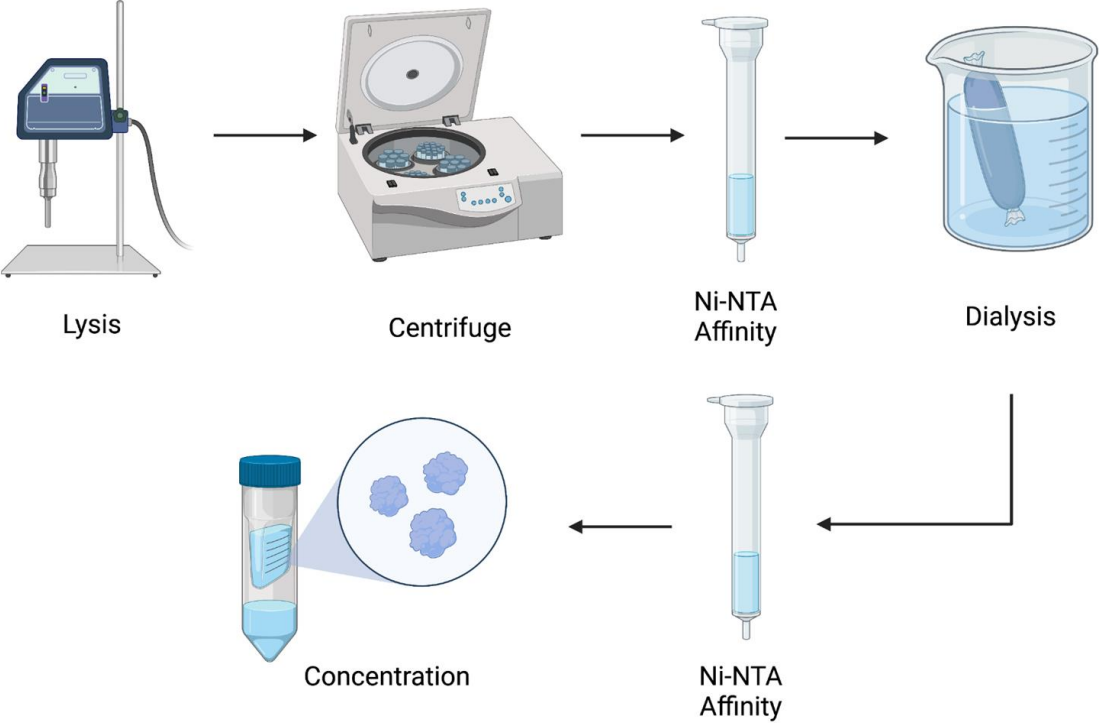 Lysis
Centrifuge
Ni-NTA
Affinity
Dialysis
Concentration
Ni-NTA
Affinity